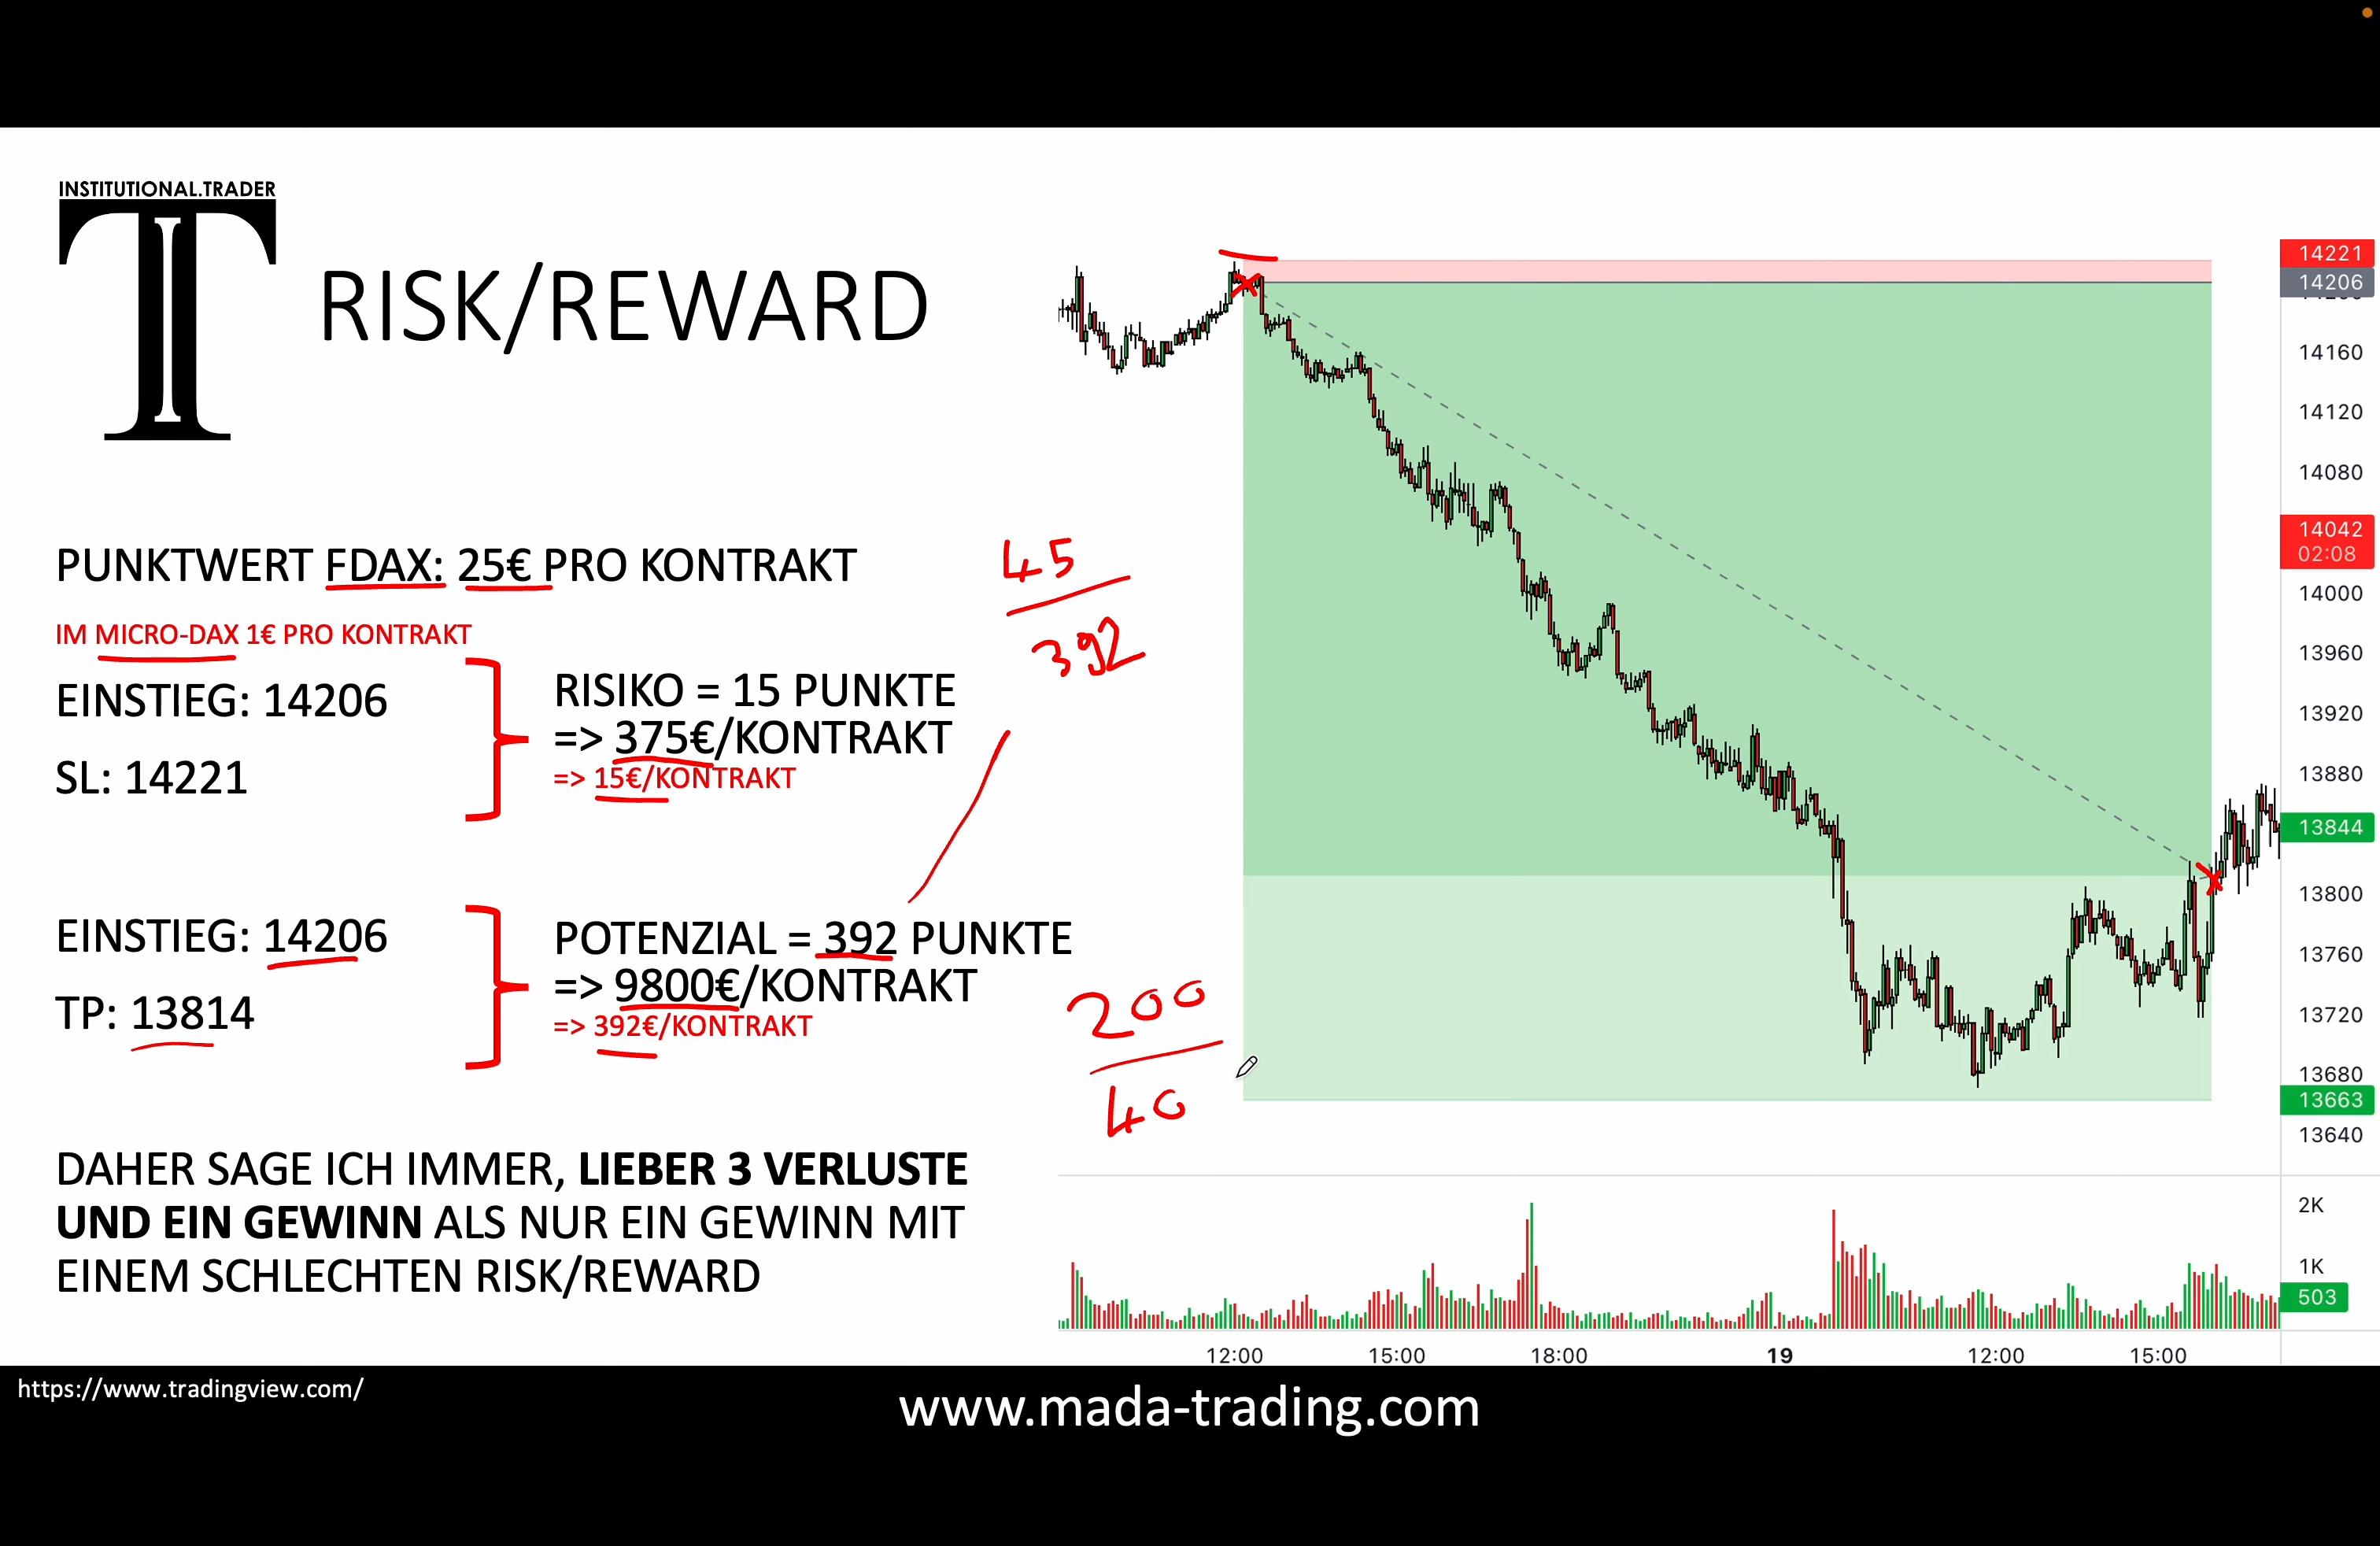 INSTITUTIONAL.TRADER
RISK/REWARD
PUNKTWERT FDAX: 25€ PRO KONTRAKT
IM MICRO-DAX 1€ PRO KONTRAKT
EINSTIEG: 14206
SL: 14221
RISIKO = 15 PUNKTE
=> 375€/KONTRAKT
=> 15€/KONTRAKT
45
392
EINSTIEG: 14206
TP: 13814
POTENZIAL = 392 PUNKTE
=> 9800€/KONTRAKT
=> 392€/KONTRAKT
200
40
DAHER SAGE ICH IMMER, LIEBER 3 VERLUSTE
UND EIN GEWINN ALS NUR EIN GEWINN MIT
EINEM SCHLECHTEN RISK/REWARD
14221
14206
14160
14120
14080
14042
02:08
14000
13960
13920
13880
13844
13800
13760
13720
13680
13663
13640
2K
1K
503
12:00 15:00 18:00 19 12:00 15:00
https://www.tradingview.com/
www.mada-trading.com